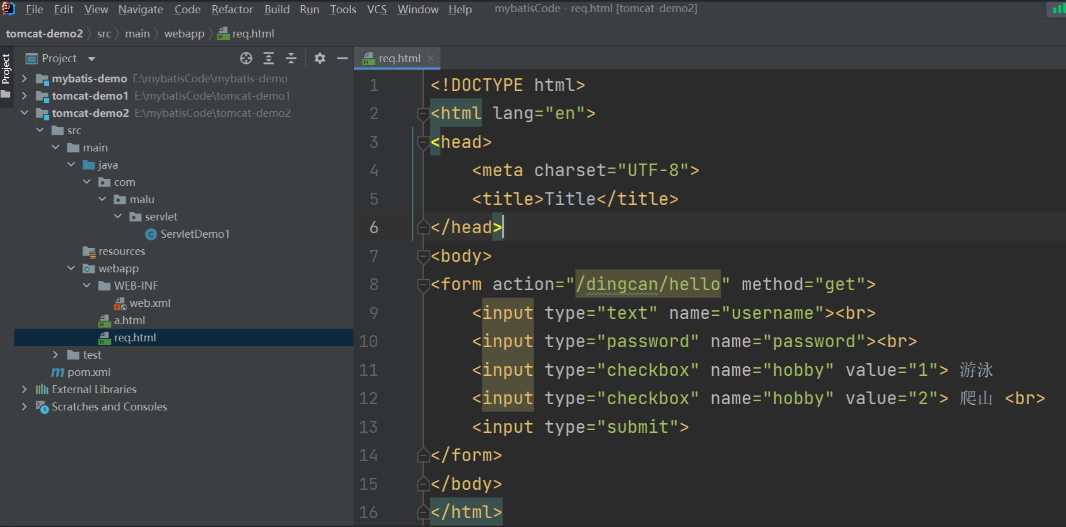 File Edit View Navigate Code Refactor Build Run Tools VCS Window Help mybatisCode - req.html [tomcat-demo2]
tomcat-demo2 src main webapp req.html
Project
Project
req.html
mybatis-demo E:\mybatisCode\mybatis-demo
tomcat-demo1 E:\mybatisCode\tomcat-demo1
tomcat-demo2 E:\mybatisCode\tomcat-demo2
src
main
java
com
malu
servlet
ServletDemo1
resources
webapp
WEB-INF
web.xml
a.html
req.html
test
pom.xml
External Libraries
Scratches and Consoles
1 <!DOCTYPE html>
2 <html lang="en">
3 <head>
4 <meta charset="UTF-8">
5 <title>Title</title>
6 </head>
7 <body>
8 <form action="/dingcan/hello" method="get">
9 <input type="text" name="username"><br>
10 <input type="password" name="password"><br>
11 <input type="checkbox" name="hobby" value="1"> 游泳
12 <input type="checkbox" name="hobby" value="2"> 爬山 <br>
13 <input type="submit">
14 </form>
15 </body>
16 </html>